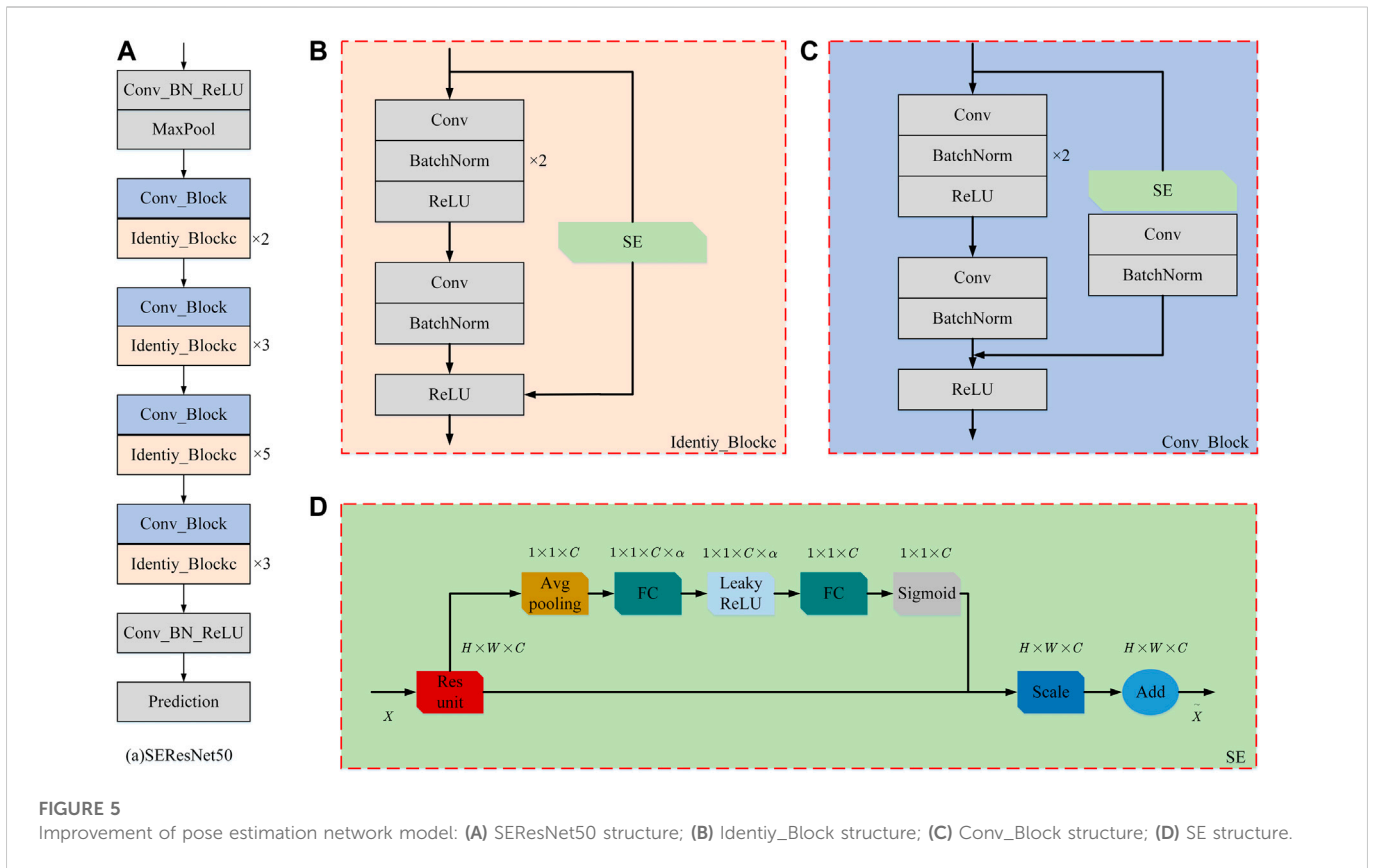 A
Conv_BN_ReLU
MaxPool
Conv_Block
Identiy_Blockc
×2
Conv_Block
Identiy_Blockc
×3
Conv_Block
Identiy_Blockc
×5
Conv_Block
Identiy_Blockc
×3
Conv_BN_ReLU
Prediction
(a)SEResNet50
B
Conv
BatchNorm
×2
ReLU
SE
Conv
BatchNorm
ReLU
Identiy_Blockc
C
Conv
BatchNorm
×2
ReLU
SE
Conv
BatchNorm
Conv
BatchNorm
ReLU
Conv_Block
D
1×1×C
1×1×C×α
1×1×C×α
1×1×C
1×1×C
Avg
pooling
FC
Leaky
ReLU
FC
Sigmoid
H×W×C
H×W×C
H×W×C
X
Res
unit
Scale
Add
X̃
SE
FIGURE 5
Improvement of pose estimation network model: (A) SEResNet50 structure; (B) Identiy_Block structure; (C) Conv_Block structure; (D) SE structure.